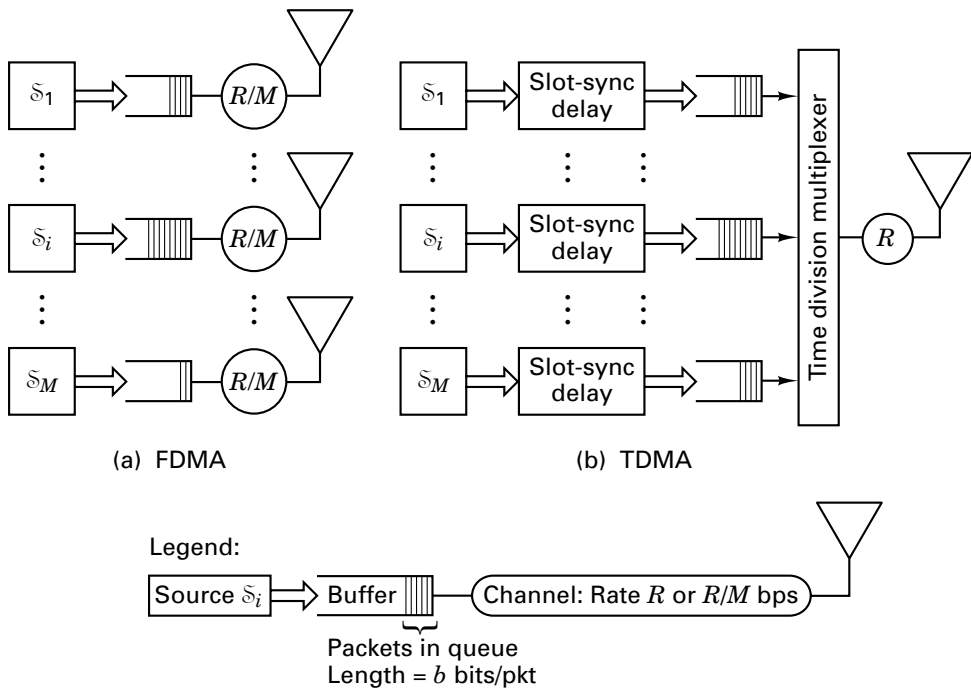 𝒮1
R/M
𝒮i
R/M
𝒮M
R/M
(a) FDMA
𝒮1
Slot-sync
delay
𝒮i
Slot-sync
delay
𝒮M
Slot-sync
delay
Time division multiplexer
R
(b) TDMA
Legend:
Source 𝒮i
Buffer
Channel: Rate R or R/M bps
Packets in queue
Length = b bits/pkt